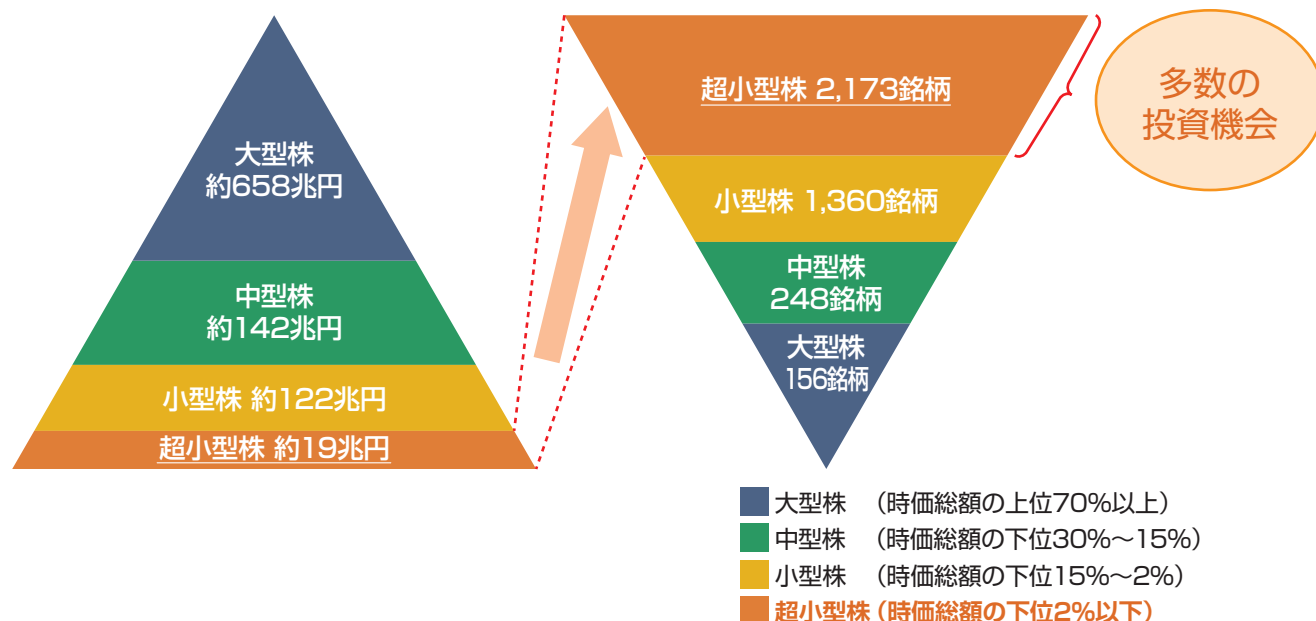 大型株
約658兆円
中型株
約142兆円
小型株 約122兆円
超小型株 約19兆円
超小型株 2,173銘柄
小型株 1,360銘柄
中型株
248銘柄
大型株
156銘柄
多数の
投資機会
大型株 （時価総額の上位70%以上）
中型株 （時価総額の下位30%～15%）
小型株 （時価総額の下位15%～2%）
超小型株（時価総額の下位2%以下）